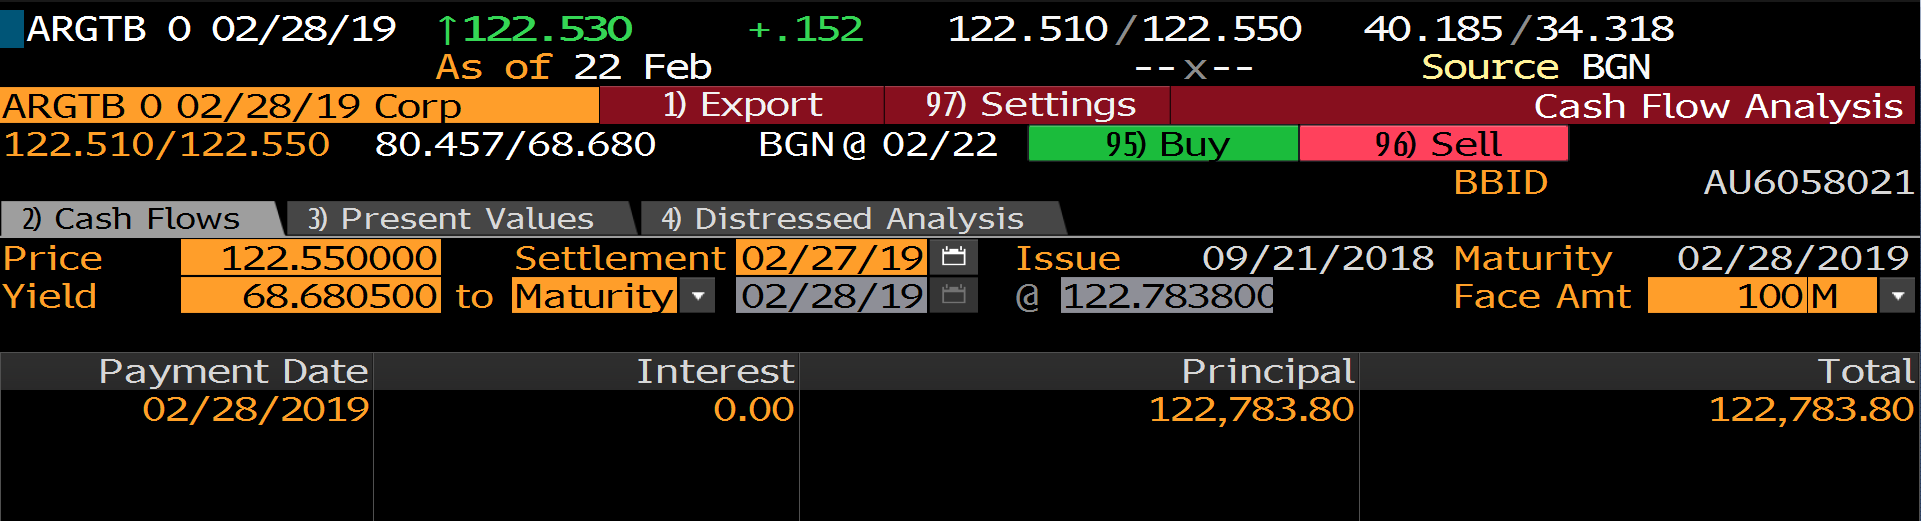 ARGTB 0 02/28/19 ↑122.530 +.152 122.510/122.550 40.185/34.318
As of 22 Feb --x-- Source BGN
ARGTB 0 02/28/19 Corp 1) Export 97) Settings Cash Flow Analysis
122.510/122.550 80.457/68.680 BGN @ 02/22 95) Buy 96) Sell
BBID AU6058021
2) Cash Flows 3) Present Values 4) Distressed Analysis
Price 122.550000 Settlement 02/27/19 Issue 09/21/2018 Maturity 02/28/2019
Yield 68.680500 to Maturity 02/28/19 @ 122.783800 Face Amt 100 M
Payment Date Interest Principal Total
02/28/2019 0.00 122,783.80 122,783.80